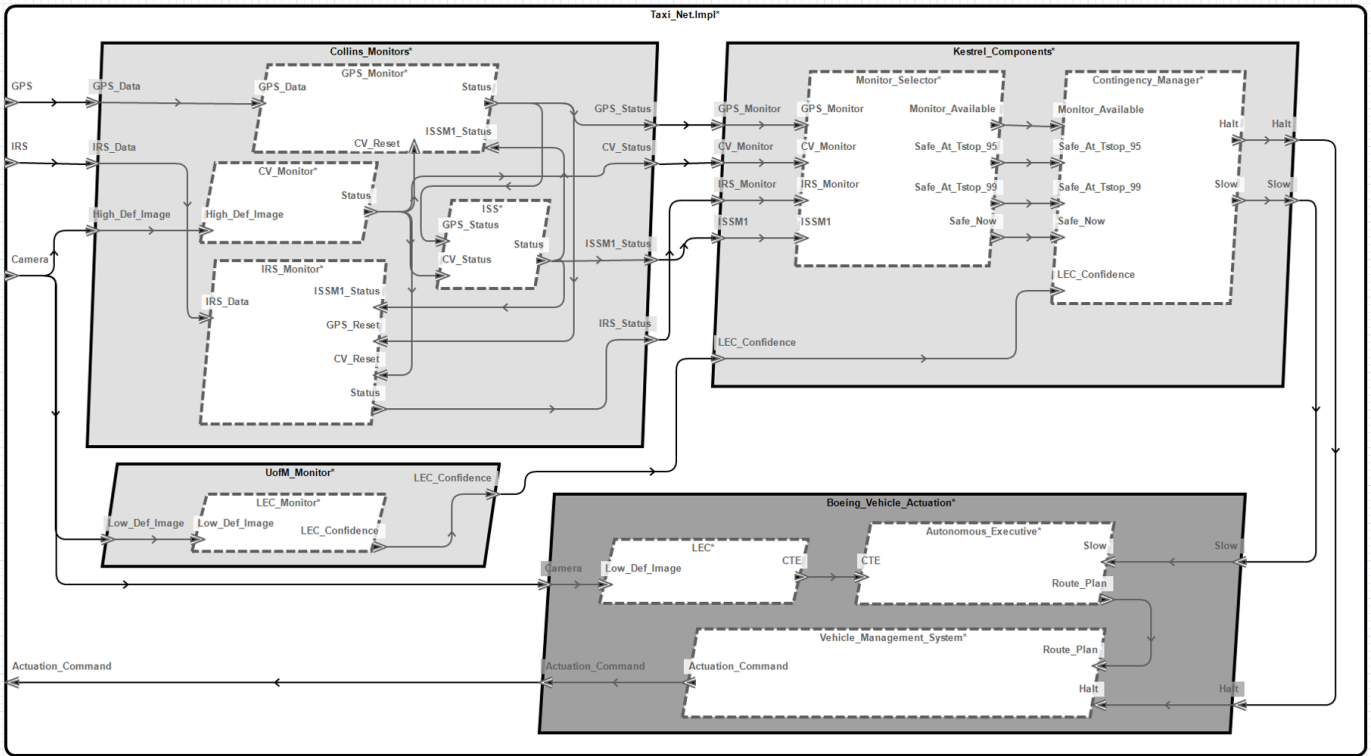 Taxi_Net.Impl*
Collins_Monitors*
Kestrel_Components*
GPS_Monitor*
Monitor_Selector*
Contingency_Manager*
GPS
GPS_Data
GPS_Data
Status
GPS_Status
GPS_Monitor
GPS_Monitor
Monitor_Available
Monitor_Available
Halt
Halt
ISSM1_Status
CV_Reset
IRS
IRS_Data
CV_Status
CV_Monitor
CV_Monitor
Safe_At_Tstop_95
Safe_At_Tstop_95
CV_Monitor*
Status
IRS_Monitor
IRS_Monitor
Safe_At_Tstop_99
Safe_At_Tstop_99
Slow
Slow
High_Def_Image
High_Def_Image
ISS*
GPS_Status
ISSM1
ISSM1
Safe_Now
Safe_Now
Status
ISSM1_Status
Camera
CV_Status
IRS_Monitor*
LEC_Confidence
ISSM1_Status
IRS_Data
GPS_Reset
IRS_Status
LEC_Confidence
CV_Reset
Status
UofM_Monitor*
LEC_Confidence
LEC_Monitor*
Low_Def_Image
Low_Def_Image
LEC_Confidence
Boeing_Vehicle_Actuation*
Autonomous_Executive*
LEC*
Slow
Slow
Camera
Low_Def_Image
CTE
CTE
Route_Plan
Vehicle_Management_System*
Route_Plan
Actuation_Command
Actuation_Command
Actuation_Command
Halt
Halt